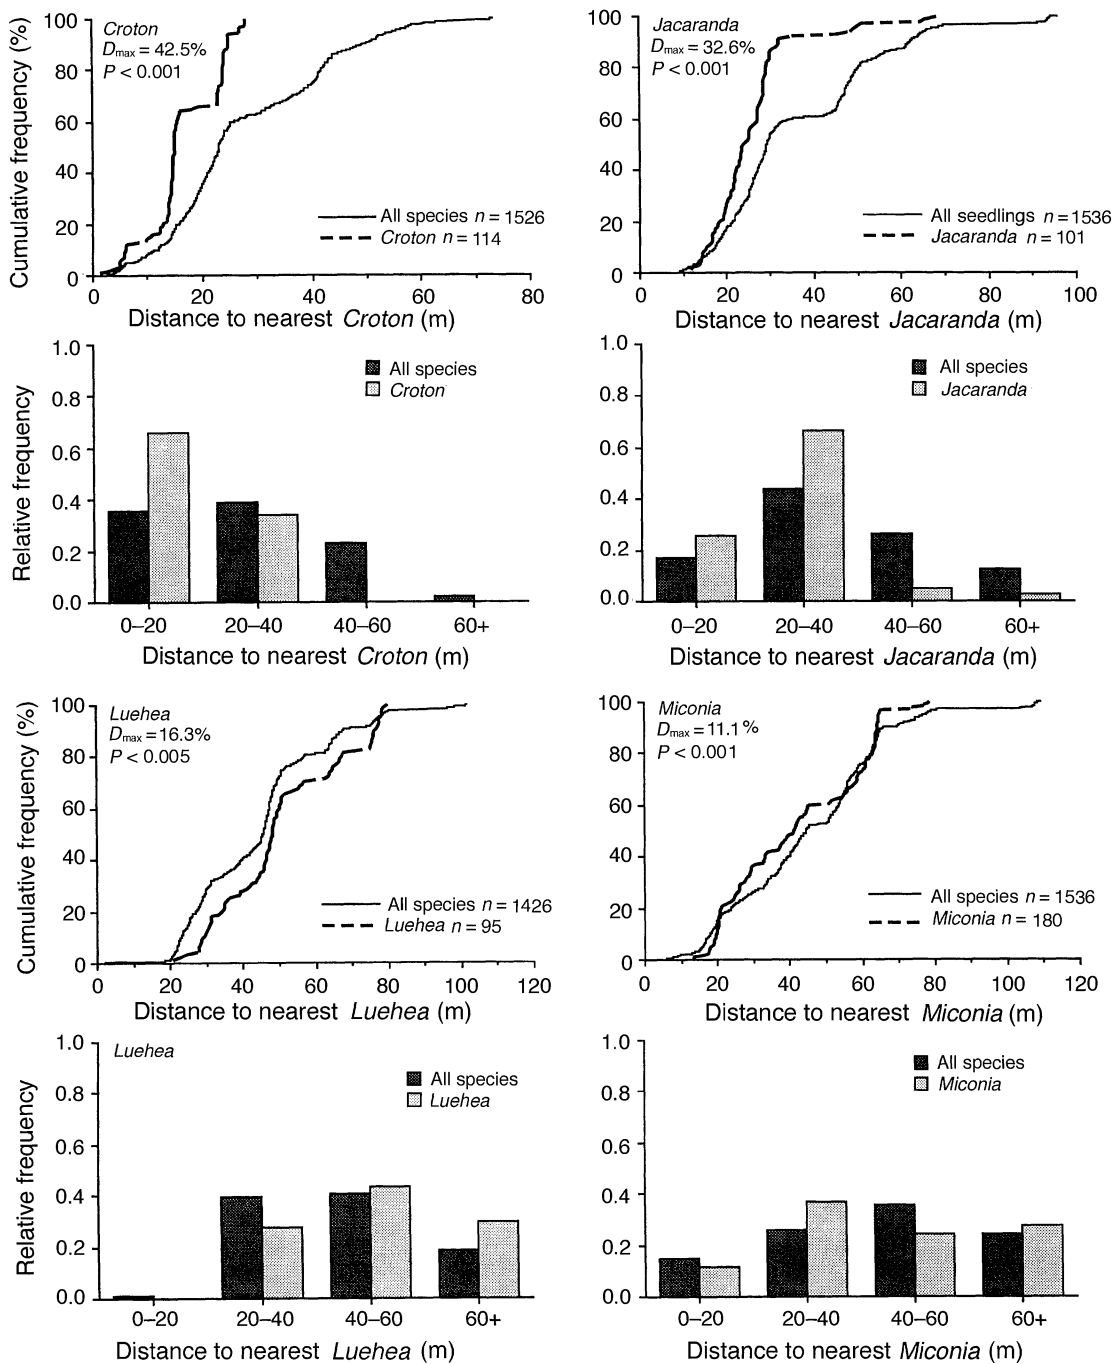 Croton
Dmax = 42.5%
P < 0.001
Cumulative frequency (%)
100
80
60
40
20
0
All species n = 1526
Croton n = 114
0 20 40 60 80
Distance to nearest Croton (m)
Jacaranda
Dmax = 32.6%
P < 0.001
100
80
60
40
20
0
All seedlings n = 1536
Jacaranda n = 101
0 20 40 60 80 100
Distance to nearest Jacaranda (m)
Relative frequency
1.0
0.8
0.6
0.4
0.2
0.0
All species
Croton
0–20 20–40 40–60 60+
Distance to nearest Croton (m)
1.0
0.8
0.6
0.4
0.2
0.0
All species
Jacaranda
0–20 20–40 40–60 60+
Distance to nearest Jacaranda (m)
Luehea
Dmax = 16.3%
P < 0.005
Cumulative frequency (%)
100
80
60
40
20
0
All species n = 1426
Luehea n = 95
0 20 40 60 80 100 120
Distance to nearest Luehea (m)
Miconia
Dmax = 11.1%
P < 0.001
100
80
60
40
20
0
All species n = 1536
Miconia n = 180
0 20 40 60 80 100 120
Distance to nearest Miconia (m)
Luehea
Relative frequency
1.0
0.8
0.6
0.4
0.2
0.0
All species
Luehea
0–20 20–40 40–60 60+
Distance to nearest Luehea (m)
1.0
0.8
0.6
0.4
0.2
0.0
All species
Miconia
0–20 20–40 40–60 60+
Distance to nearest Miconia (m)